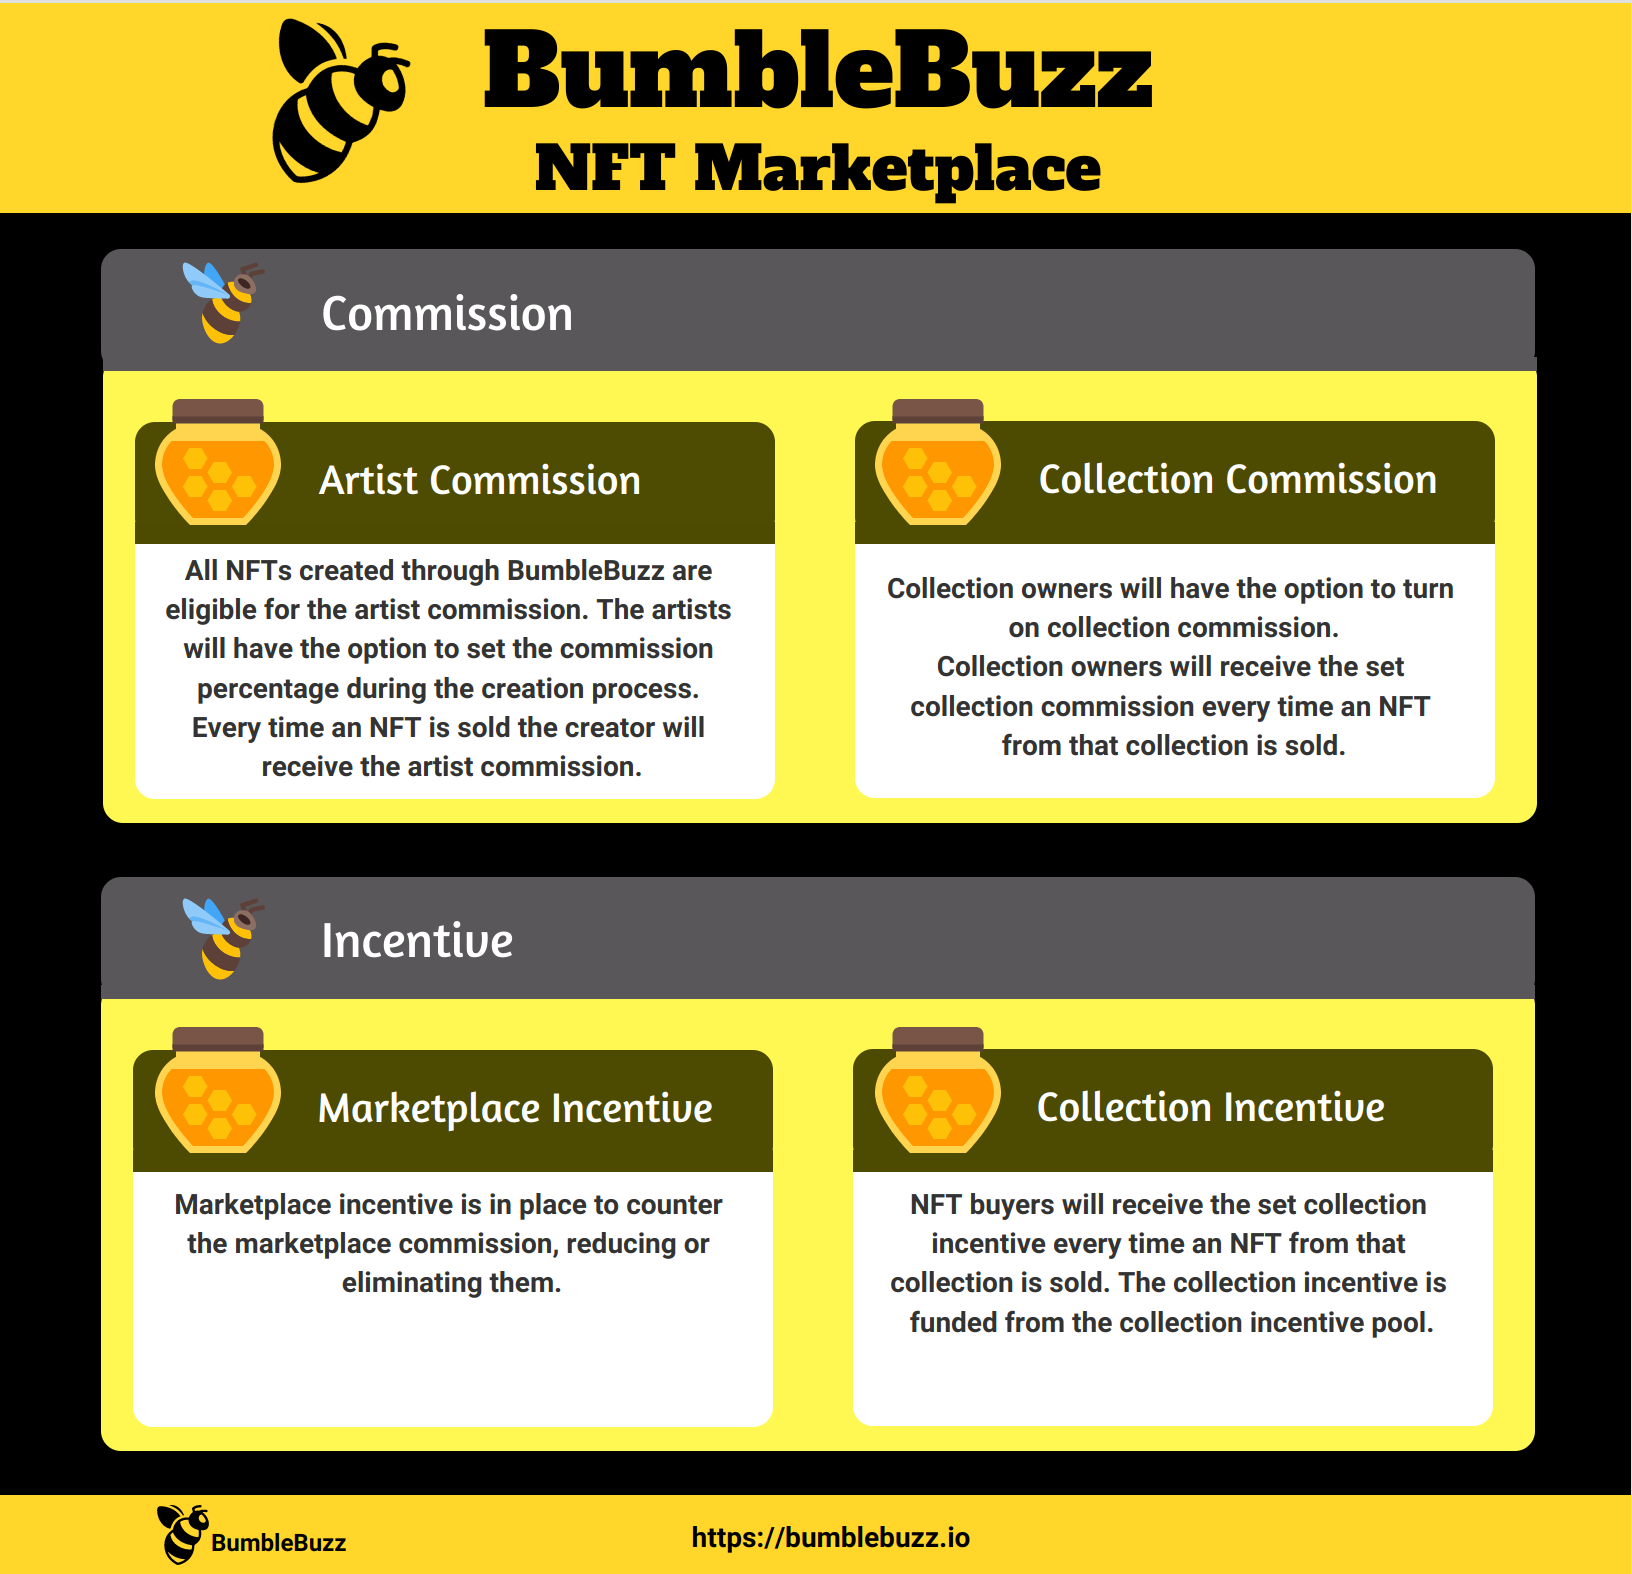 BumbleBuzz
NFT Marketplace
Commission
Artist Commission
All NFTs created through BumbleBuzz are
eligible for the artist commission. The artists
will have the option to set the commission
percentage during the creation process.
Every time an NFT is sold the creator will
receive the artist commission.
Collection Commission
Collection owners will have the option to turn
on collection commission.
Collection owners will receive the set
collection commission every time an NFT
from that collection is sold.
Incentive
Marketplace Incentive
Marketplace incentive is in place to counter
the marketplace commission, reducing or
eliminating them.
Collection Incentive
NFT buyers will receive the set collection
incentive every time an NFT from that
collection is sold. The collection incentive is
funded from the collection incentive pool.
BumbleBuzz
https://bumblebuzz.io